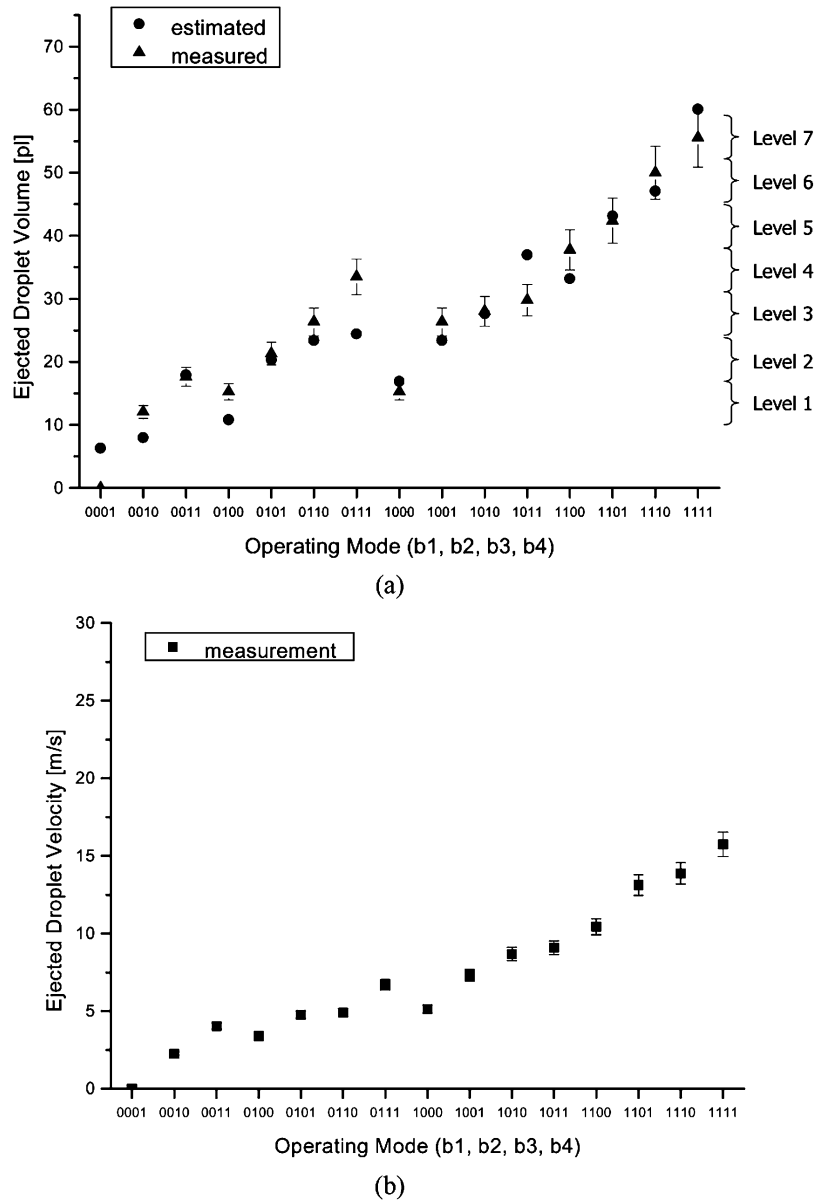 estimated
measured
70
60
50
40
30
20
10
0
Ejected Droplet Volume [pl]
Level 7
Level 6
Level 5
Level 4
Level 3
Level 2
Level 1
0001 0010 0011 0100 0101 0110 0111 1000 1001 1010 1011 1100 1101 1110 1111
Operating Mode (b1, b2, b3, b4)
(a)
measurement
30
25
20
15
10
5
0
Ejected Droplet Velocity [m/s]
0001 0010 0011 0100 0101 0110 0111 1000 1001 1010 1011 1100 1101 1110 1111
Operating Mode (b1, b2, b3, b4)
(b)